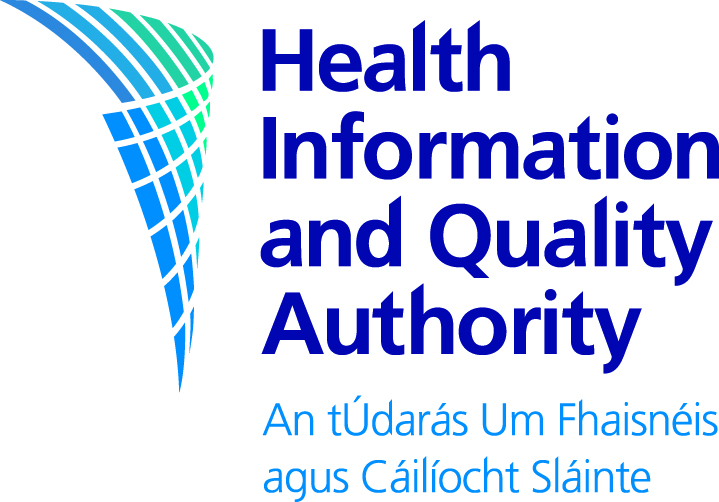 Health
Information
and Quality
Authority
An tÚdarás Um Fhaisnéis
agus Cáilíocht Sláinte